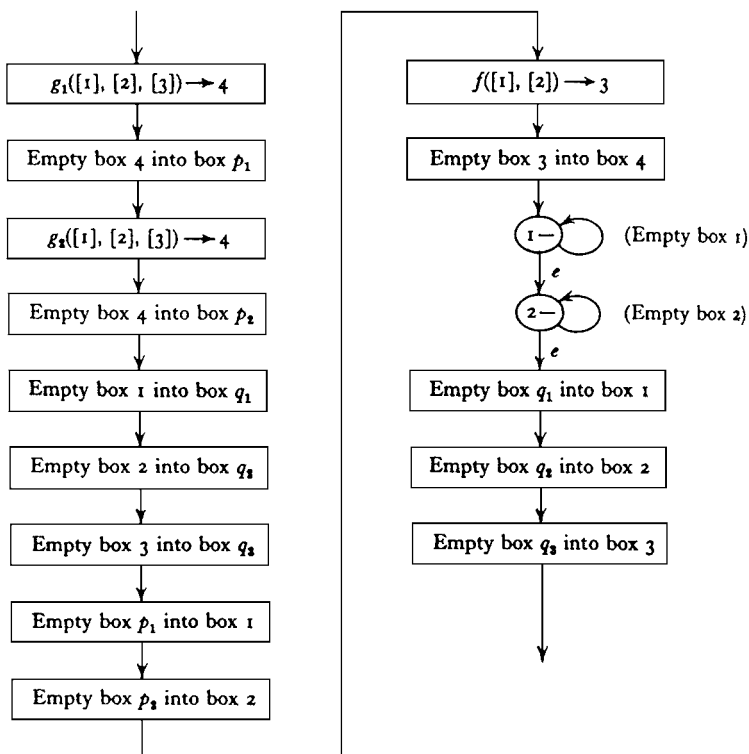 g₁([1], [2], [3]) → 4
Empty box 4 into box p₁
g₂([1], [2], [3]) → 4
Empty box 4 into box p₂
Empty box 1 into box q₁
Empty box 2 into box q₂
Empty box 3 into box q₃
Empty box p₁ into box 1
Empty box p₂ into box 2
f([1], [2]) → 3
Empty box 3 into box 4
1 – (Empty box 1)
e
2 – (Empty box 2)
e
Empty box q₁ into box 1
Empty box q₂ into box 2
Empty box q₃ into box 3